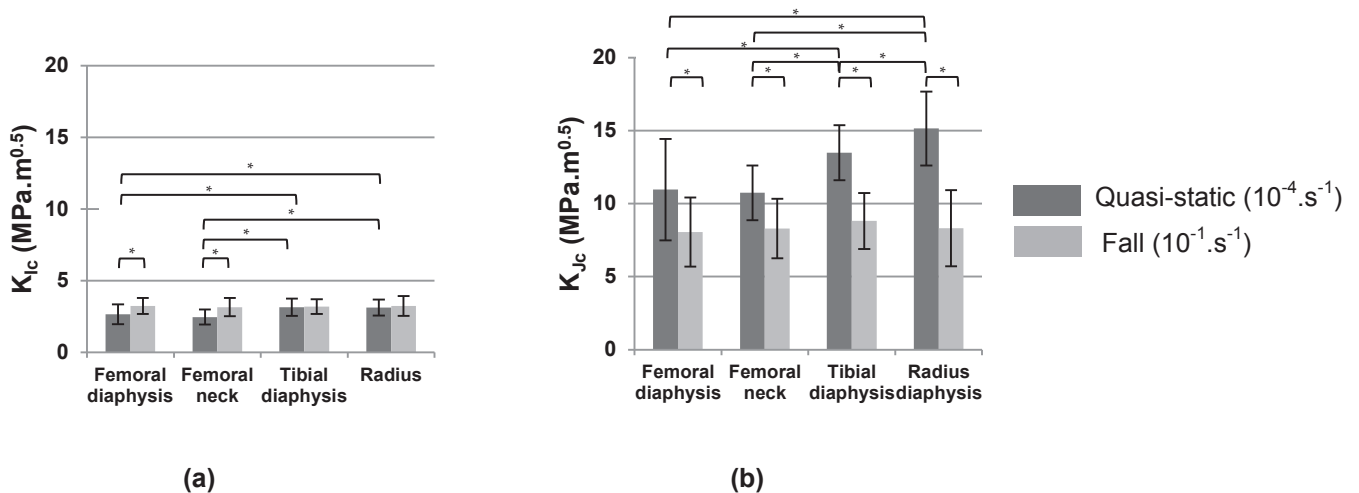 *
*
*
*
*
*
K_Ic (MPa.m^0.5)
20
15
10
5
0
Femoral diaphysis
Femoral neck
Tibial diaphysis
Radius
(a)
*
*
*
*
*
*
*
*
*
K_Jc (MPa.m^0.5)
20
15
10
5
0
Femoral diaphysis
Femoral neck
Tibial diaphysis
Radius diaphysis
(b)
Quasi-static (10^-4.s^-1)
Fall (10^-1.s^-1)